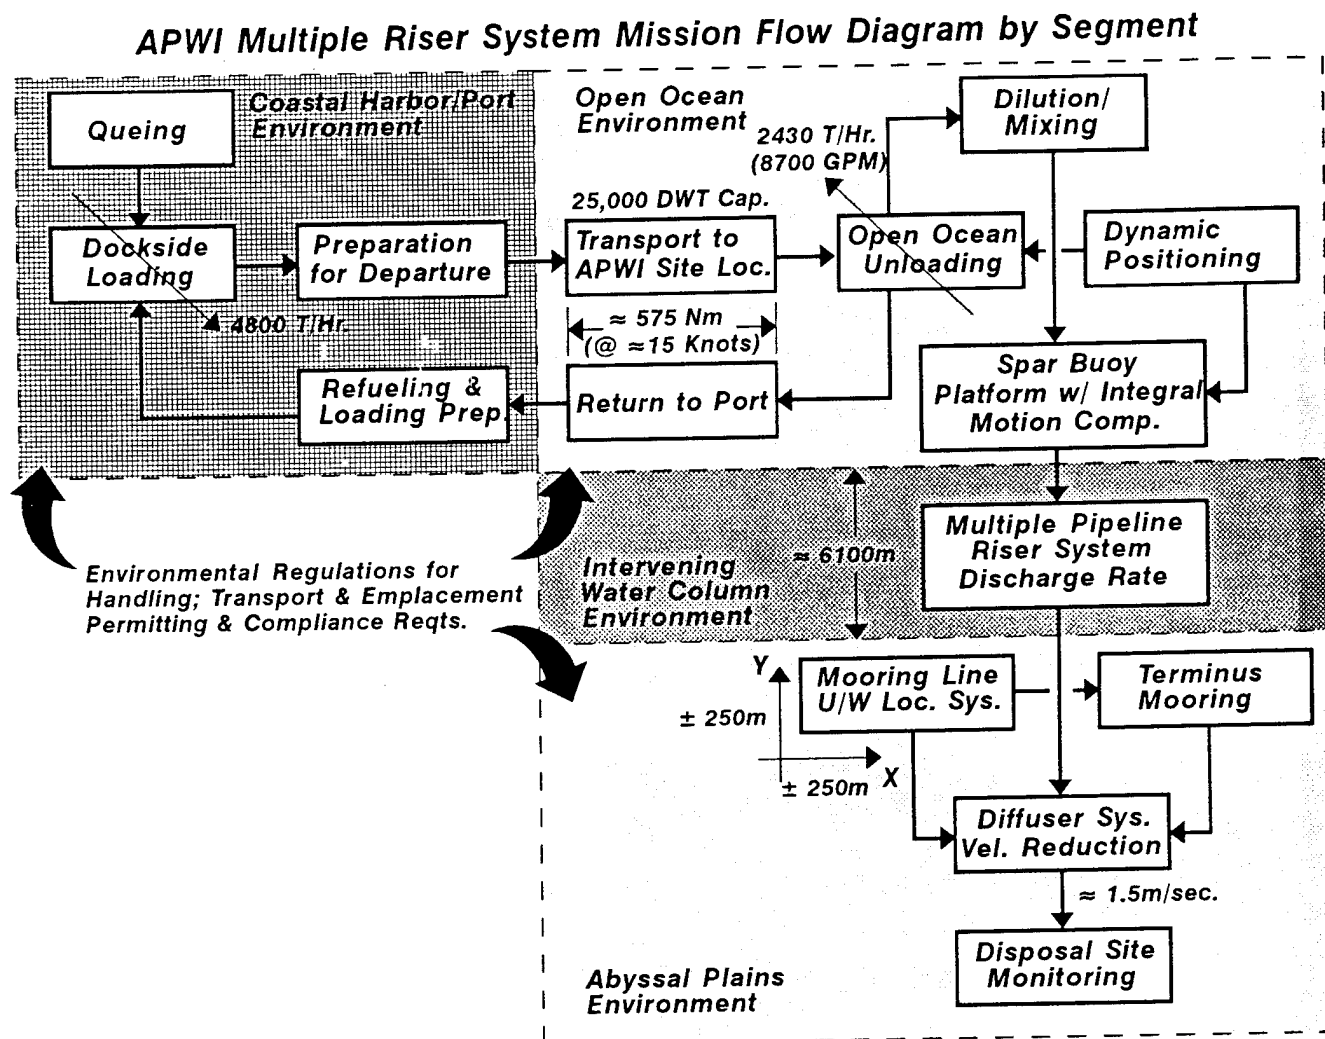 APWI Multiple Riser System Mission Flow Diagram by Segment
Coastal Harbor/Port
Environment
Queing
Dockside
Loading
Preparation
for Departure
4800 T/Hr.
Refueling &
Loading Prep.
Open Ocean
Environment
2430 T/Hr.
(8700 GPM)
Dilution/
Mixing
25,000 DWT Cap.
Transport to
APWI Site Loc.
Open Ocean
Unloading
Dynamic
Positioning
≈ 575 Nm
(@ ≈15 Knots)
Return to Port
Spar Buoy
Platform w/ Integral
Motion Comp.
Environmental Regulations for
Handling; Transport & Emplacement
Permitting & Compliance Reqts.
Intervening
Water Column
Environment
≈ 6100m
Multiple Pipeline
Riser System
Discharge Rate
Y
± 250m
X
± 250m
Mooring Line
U/W Loc. Sys.
Terminus
Mooring
Diffuser Sys.
Vel. Reduction
≈ 1.5m/sec.
Disposal Site
Monitoring
Abyssal Plains
Environment